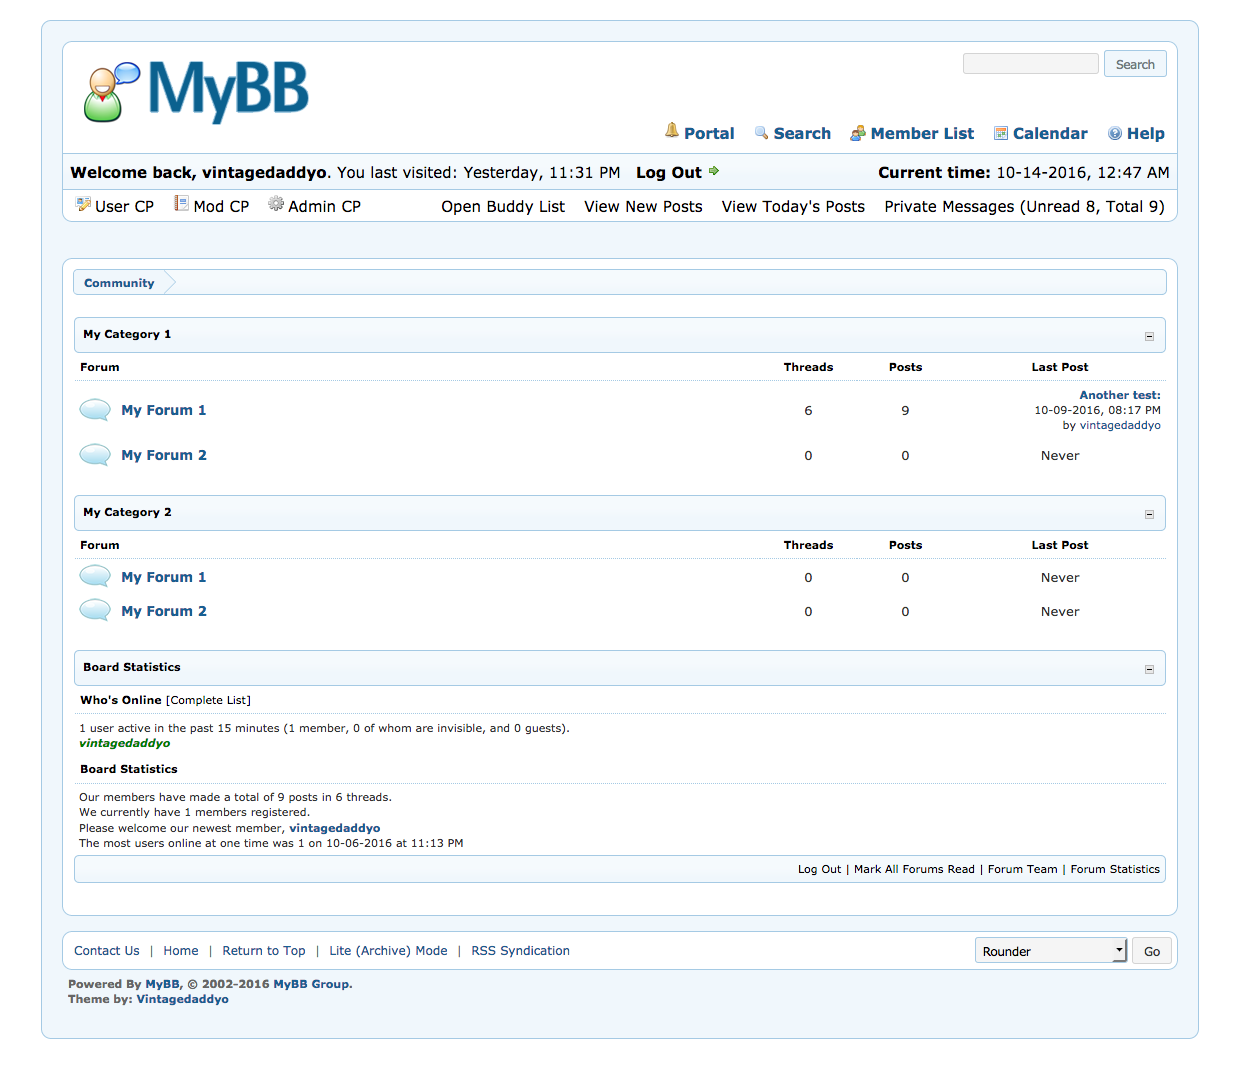 MyBB
Search
Portal Search Member List Calendar Help
Welcome back, vintagedaddyo. You last visited: Yesterday, 11:31 PM Log Out Current time: 10-14-2016, 12:47 AM
User CP Mod CP Admin CP Open Buddy List View New Posts View Today's Posts Private Messages (Unread 8, Total 9)
Community
My Category 1
Forum Threads Posts Last Post
Another test:
My Forum 1 6 9 10-09-2016, 08:17 PM
by vintagedaddyo
My Forum 2 0 0 Never
My Category 2
Forum Threads Posts Last Post
My Forum 1 0 0 Never
My Forum 2 0 0 Never
Board Statistics
Who's Online [Complete List]
1 user active in the past 15 minutes (1 member, 0 of whom are invisible, and 0 guests).
vintagedaddyo
Board Statistics
Our members have made a total of 9 posts in 6 threads.
We currently have 1 members registered.
Please welcome our newest member, vintagedaddyo
The most users online at one time was 1 on 10-06-2016 at 11:13 PM
Log Out | Mark All Forums Read | Forum Team | Forum Statistics
Contact Us | Home | Return to Top | Lite (Archive) Mode | RSS Syndication Rounder Go
Powered By MyBB, © 2002-2016 MyBB Group.
Theme by: Vintagedaddyo